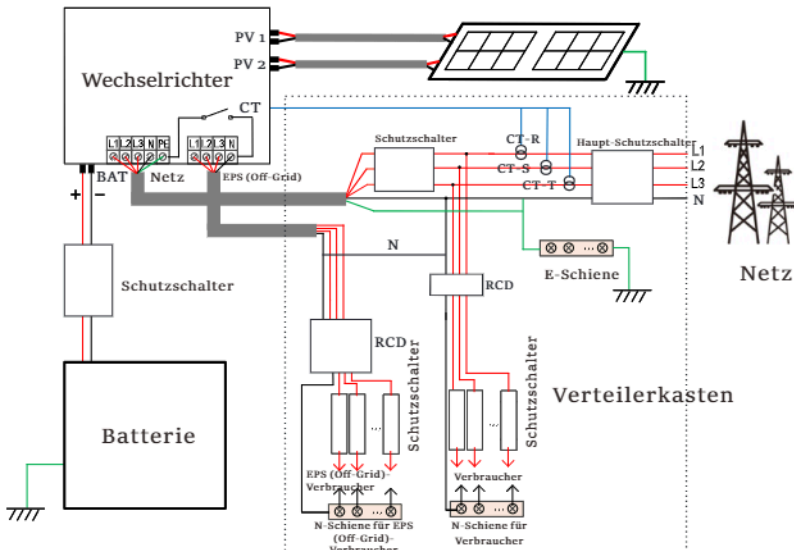 PV 1
PV 2
Wechselrichter
CT
L1 L2 L3 N PE
L1 L2 L3 N
BAT
Netz
EPS (Off-Grid)
+ −
Schutzschalter
Batterie
Schutzschalter
CT-R
CT-S
CT-T
Haupt-Schutzschalter
L1
L2
L3
N
N
E-Schiene
Netz
RCD
RCD
Schutzschalter
Schutzschalter
Verteilerkasten
...
...
...
EPS (Off-Grid)-
Verbraucher
Verbraucher
...
...
N-Schiene für EPS
(Off-Grid)-
Verbraucher
N-Schiene für
Verbraucher